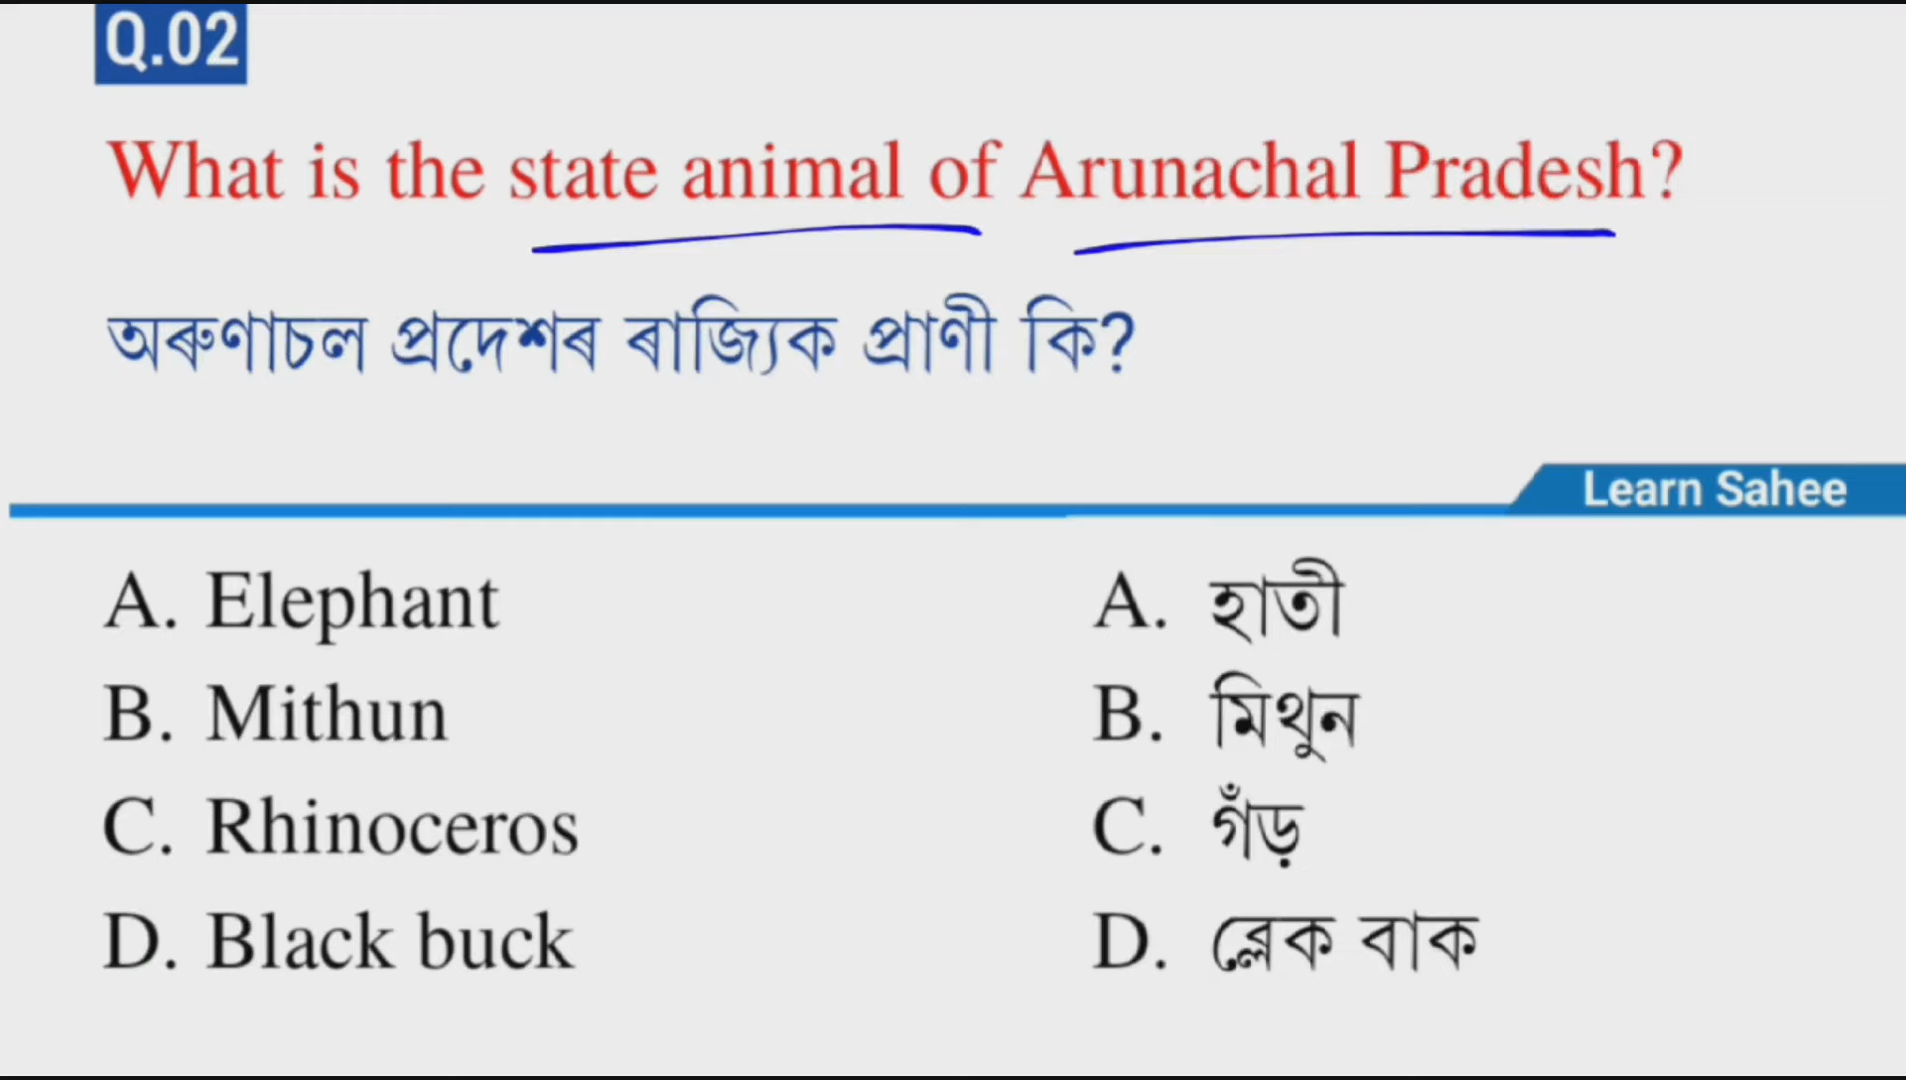 Q.02
What is the state animal of Arunachal Pradesh?
অৰুণাচল প্ৰদেশৰ ৰাজ্যিক প্ৰাণী কি?
Learn Sahee
A. Elephant
B. Mithun
C. Rhinoceros
D. Black buck
A. হাতী
B. মিথুন
C. গঁড়
D. ব্লেক বাক